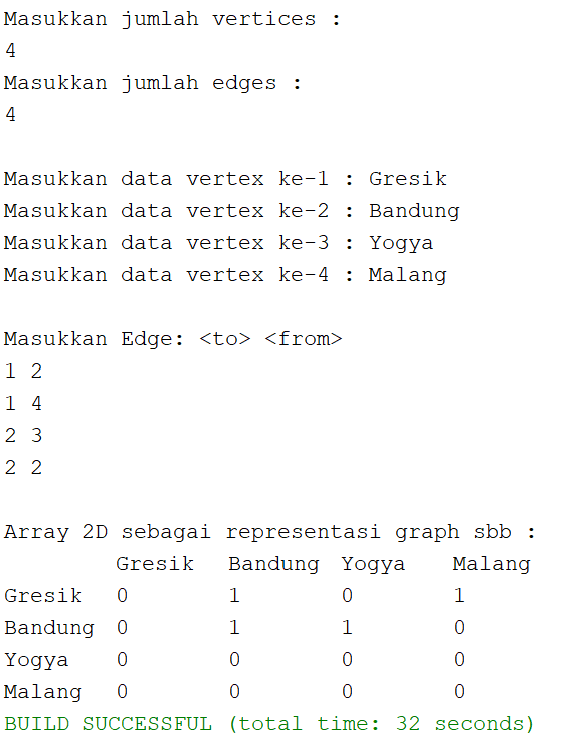 Masukkan jumlah vertices :
4
Masukkan jumlah edges :
4
Masukkan data vertex ke-1 : Gresik
Masukkan data vertex ke-2 : Bandung
Masukkan data vertex ke-3 : Yogya
Masukkan data vertex ke-4 : Malang
Masukkan Edge: <to> <from>
1 2
1 4
2 3
2 2
Array 2D sebagai representasi graph sbb :
Gresik Bandung Yogya Malang
Gresik 0 1 0 1
Bandung 0 1 1 0
Yogya 0 0 0 0
Malang 0 0 0 0
BUILD SUCCESSFUL (total time: 32 seconds)